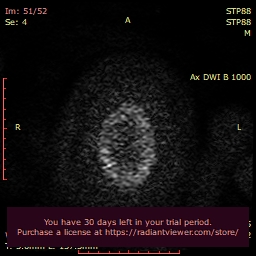 Im: 51/52
Se: 4
A
STP88
STP88
M
Ax DWI B 1000
R
L
You have 30 days left in your trial period.
Purchase a license at https://radiantviewer.com/store/